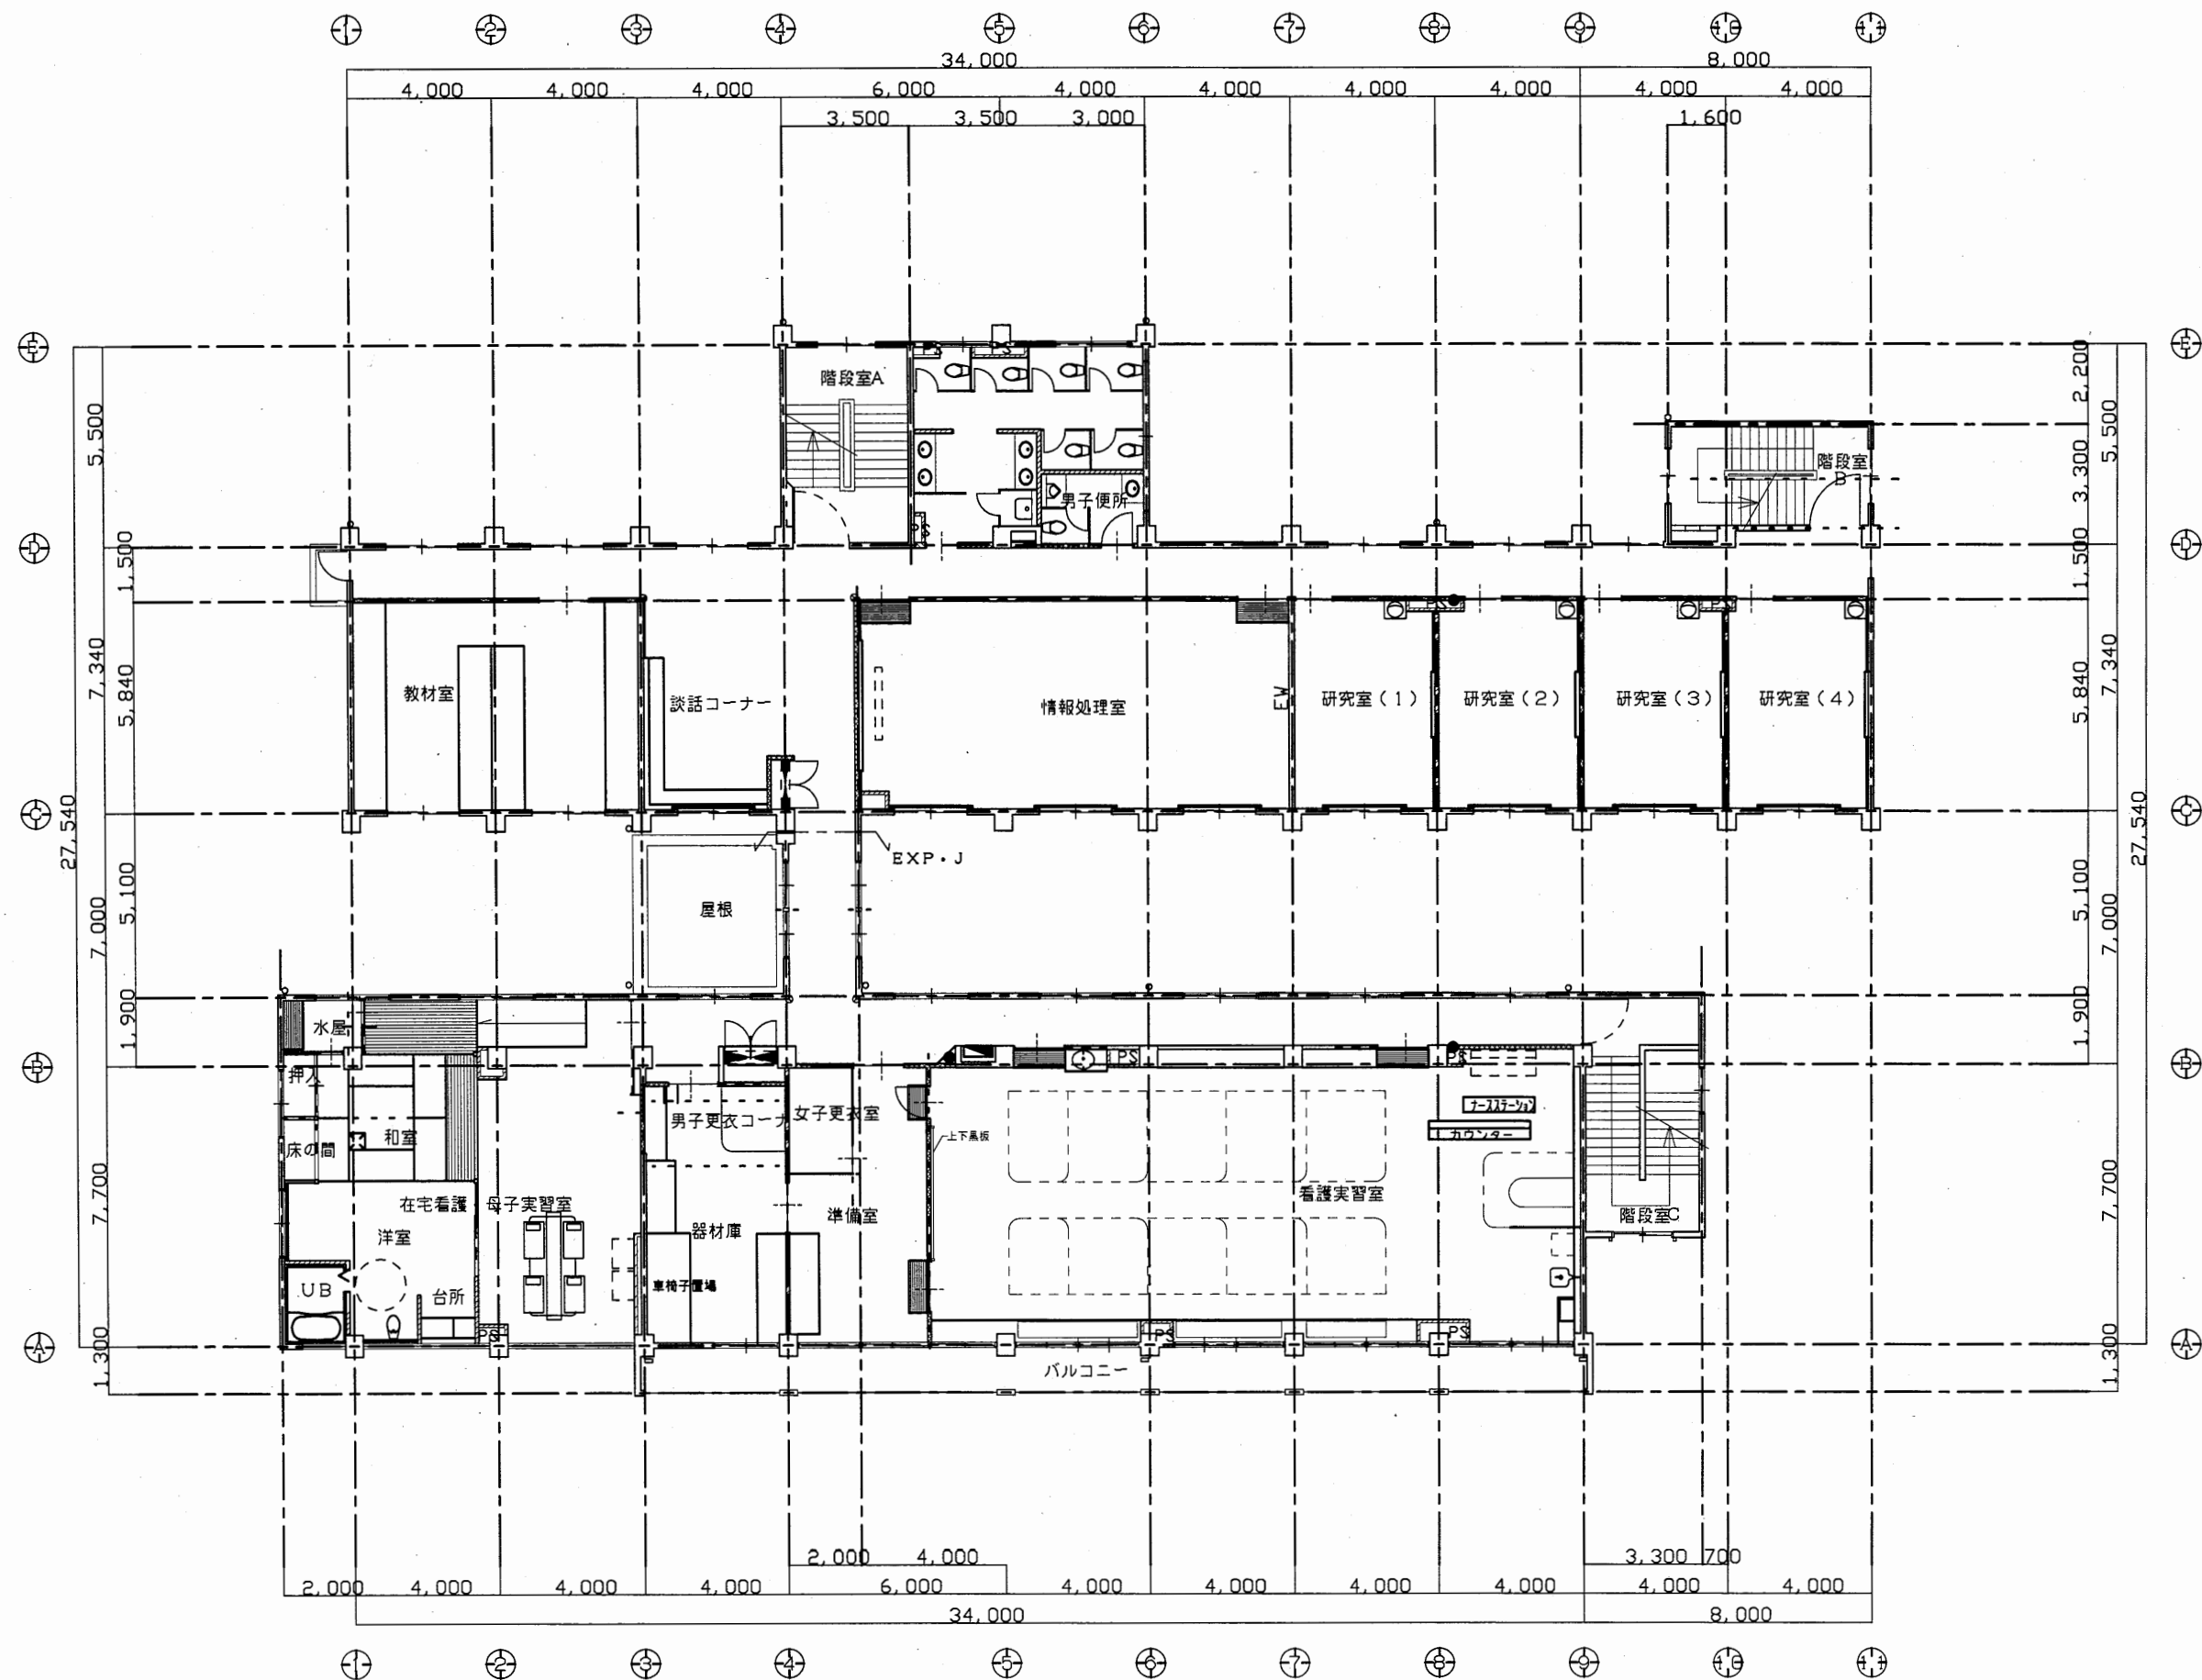 1 2 3 4 5 6 7 8 9 10 11
34,000 8,000
4,000 4,000 4,000 6,000 4,000 4,000 4,000 4,000 4,000 4,000
3,500 3,500 3,000 1,600
E E
PS PS
階段室A
2,200
5,500 5,500
3,300
階段室
B
男子便所
PS
D D
1,500 1,500
PS PS
教材室
談話コーナー
情報処理室
EW
研究室(1)
研究室(2)
研究室(3)
研究室(4)
7,340 5,840 5,840 7,340
C C
27,540 27,540
EXP・J
屋根
7,000 5,100 5,100 7,000
1,900 1,900
水屋
PS PS
B B
押入
床の間
和室
男子更衣コーナ
女子更衣室
上下黒板
ナースステーション
カウンター
在宅看護・母子実習室
看護実習室
7,700 7,700
洋室
器材庫
準備室
階段室C
UB
台所
車椅子置場
PS PS PS
A A
1,300 1,300
バルコニー
2,000 4,000 3,300 700
2,000 4,000 4,000 4,000 6,000 4,000 4,000 4,000 4,000 4,000 4,000
34,000 8,000
1 2 3 4 5 6 7 8 9 10 11